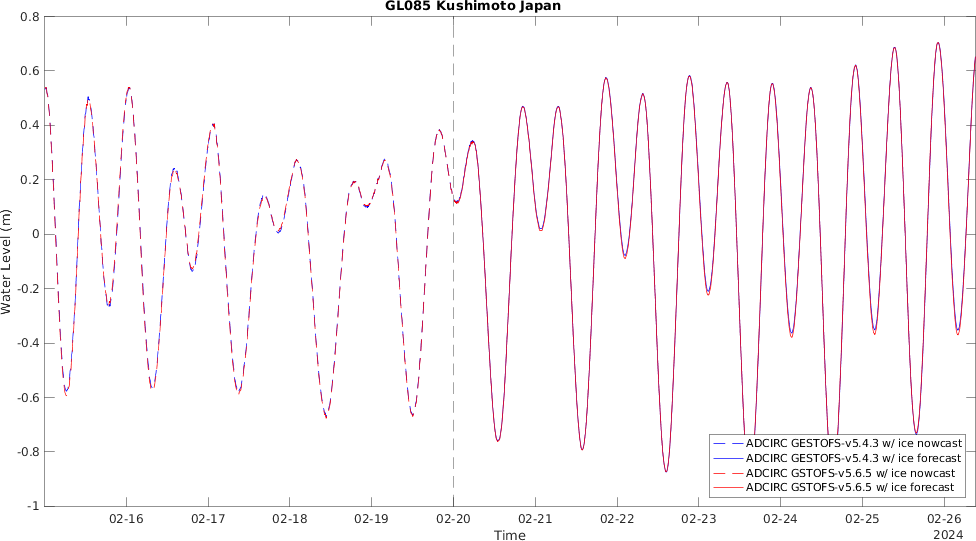 GL085 Kushimoto Japan
0.8
0.6
0.4
0.2
0
-0.2
-0.4
-0.6
-0.8
-1
Water Level (m)
ADCIRC GESTOFS-v5.4.3 w/ ice nowcast
ADCIRC GESTOFS-v5.4.3 w/ ice forecast
ADCIRC GSTOFS-v5.6.5 w/ ice nowcast
ADCIRC GSTOFS-v5.6.5 w/ ice forecast
02-16 02-17 02-18 02-19 02-20 02-21 02-22 02-23 02-24 02-25 02-26
Time
2024